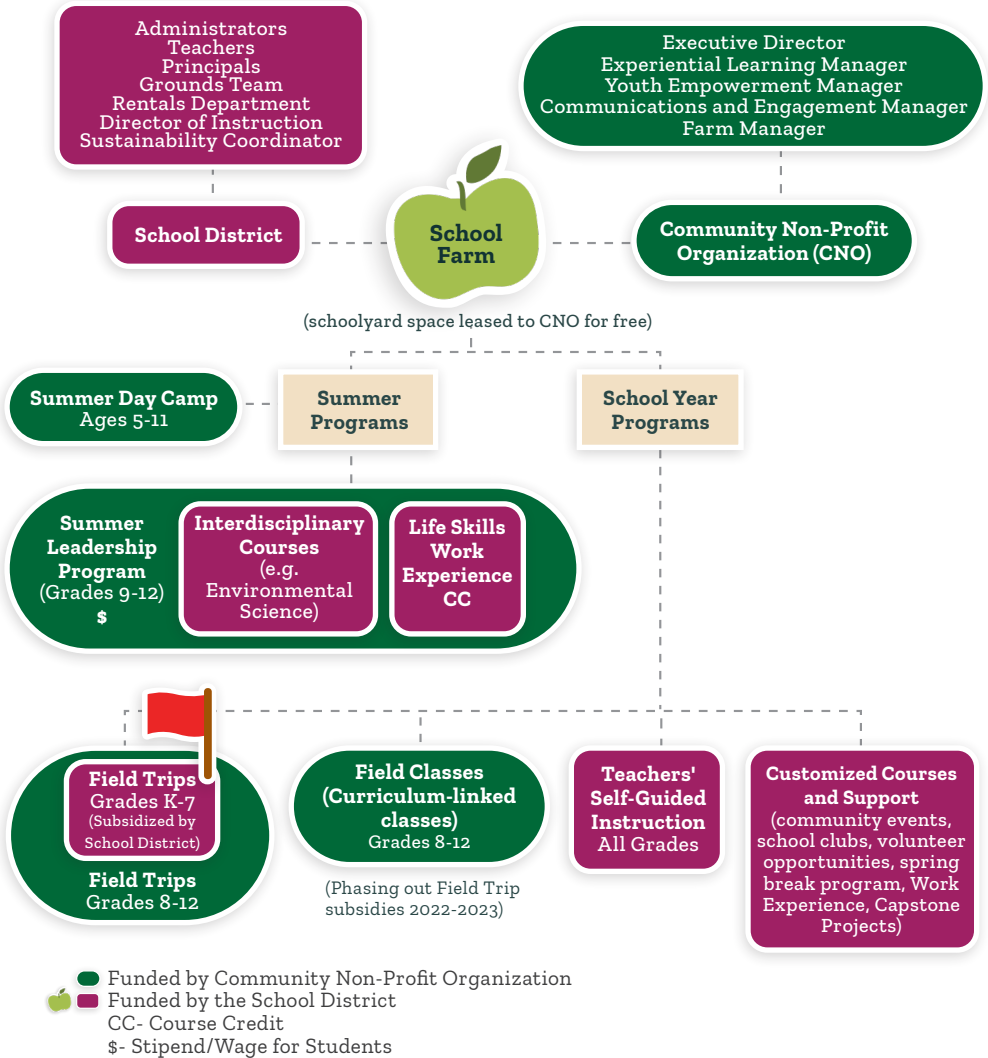 Administrators
Teachers
Principals
Grounds Team
Rentals Department
Director of Instruction
Sustainability Coordinator
Executive Director
Experiential Learning Manager
Youth Empowerment Manager
Communications and Engagement Manager
Farm Manager
School District
School
Farm
Community Non-Profit
Organization (CNO)
(schoolyard space leased to CNO for free)
Summer Day Camp
Ages 5-11
Summer
Programs
School Year
Programs
Summer
Leadership
Program
(Grades 9-12)
$
Interdisciplinary
Courses
(e.g.
Environmental
Science)
Life Skills
Work
Experience
CC
Field Trips
Grades K-7
(Subsidized by
School District)
Field Trips
Grades 8-12
Field Classes
(Curriculum-linked
classes)
Grades 8-12
(Phasing out Field Trip
subsidies 2022-2023)
Teachers'
Self-Guided
Instruction
All Grades
Customized Courses
and Support
(community events,
school clubs, volunteer
opportunities, spring
break program, Work
Experience, Capstone
Projects)
Funded by Community Non-Profit Organization
Funded by the School District
CC- Course Credit
$- Stipend/Wage for Students